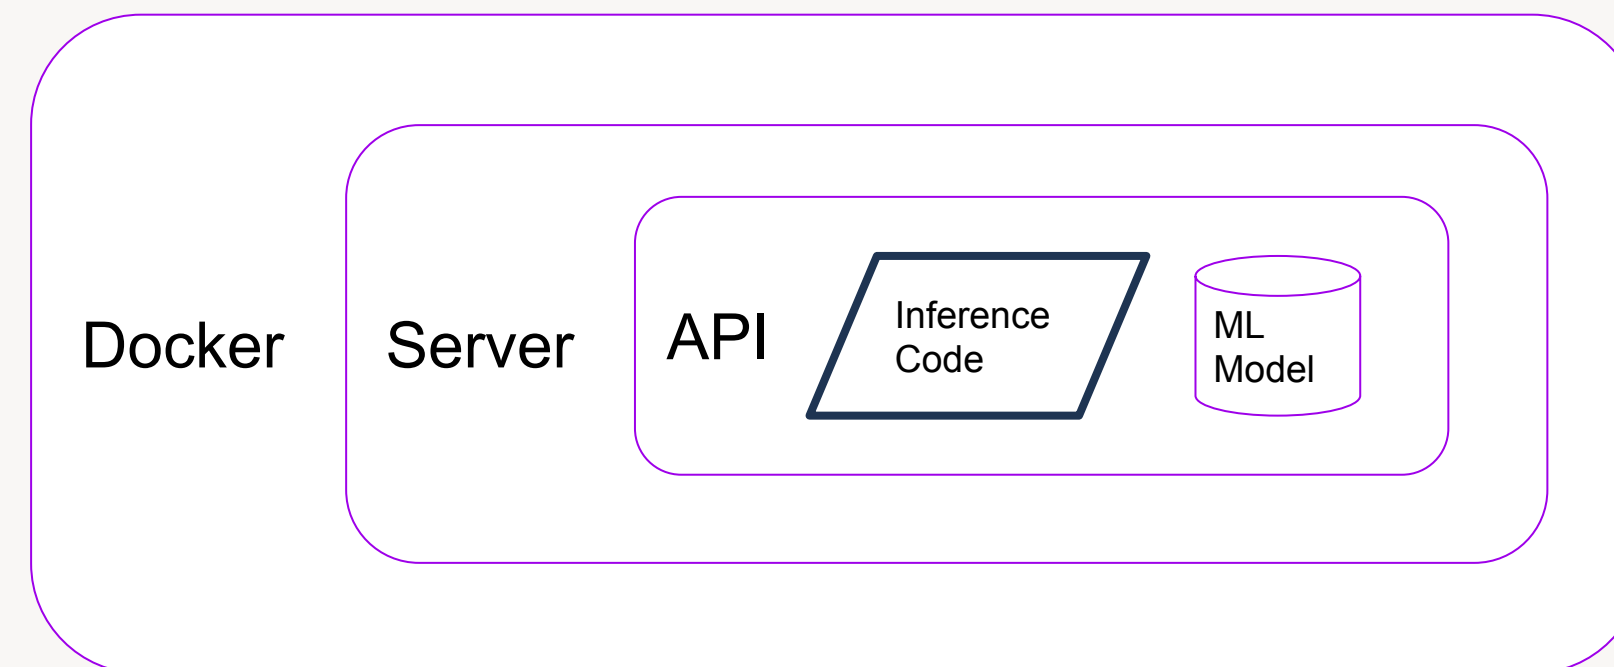 Docker
Server
API
Inference
Code
ML
Model